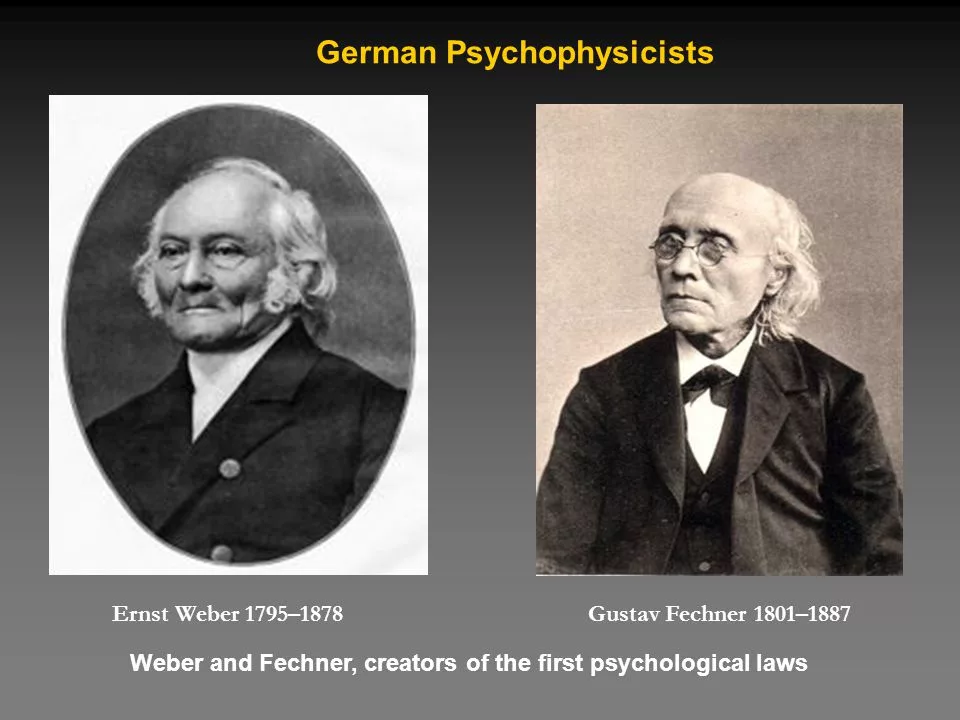 German Psychophysicists
Ernst Weber 1795–1878
Gustav Fechner 1801–1887
Weber and Fechner, creators of the first psychological laws